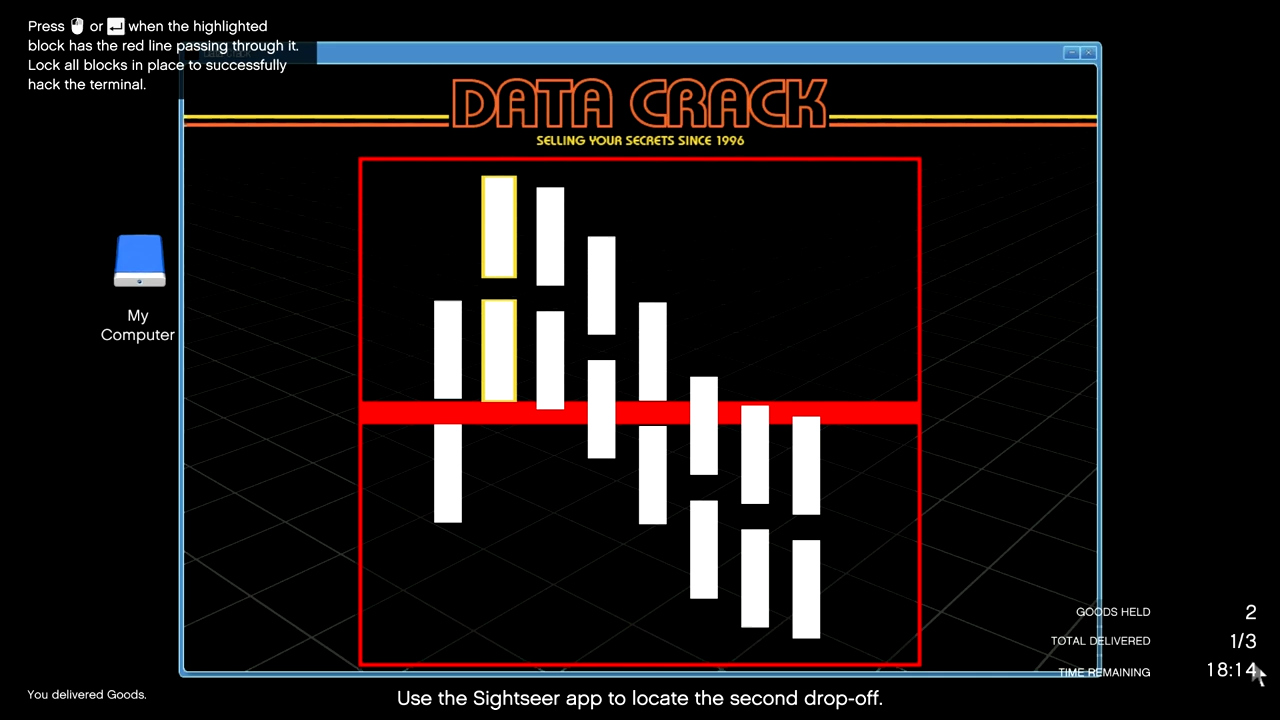 Press or when the highlighted
block has the red line passing through it.
Lock all blocks in place to successfully
hack the terminal.
DATA CRACK
SELLING YOUR SECRETS SINCE 1996
My
Computer
GOODS HELD 2
TOTAL DELIVERED 1/3
TIME REMAINING 18:14
You delivered Goods.
Use the Sightseer app to locate the second drop-off.